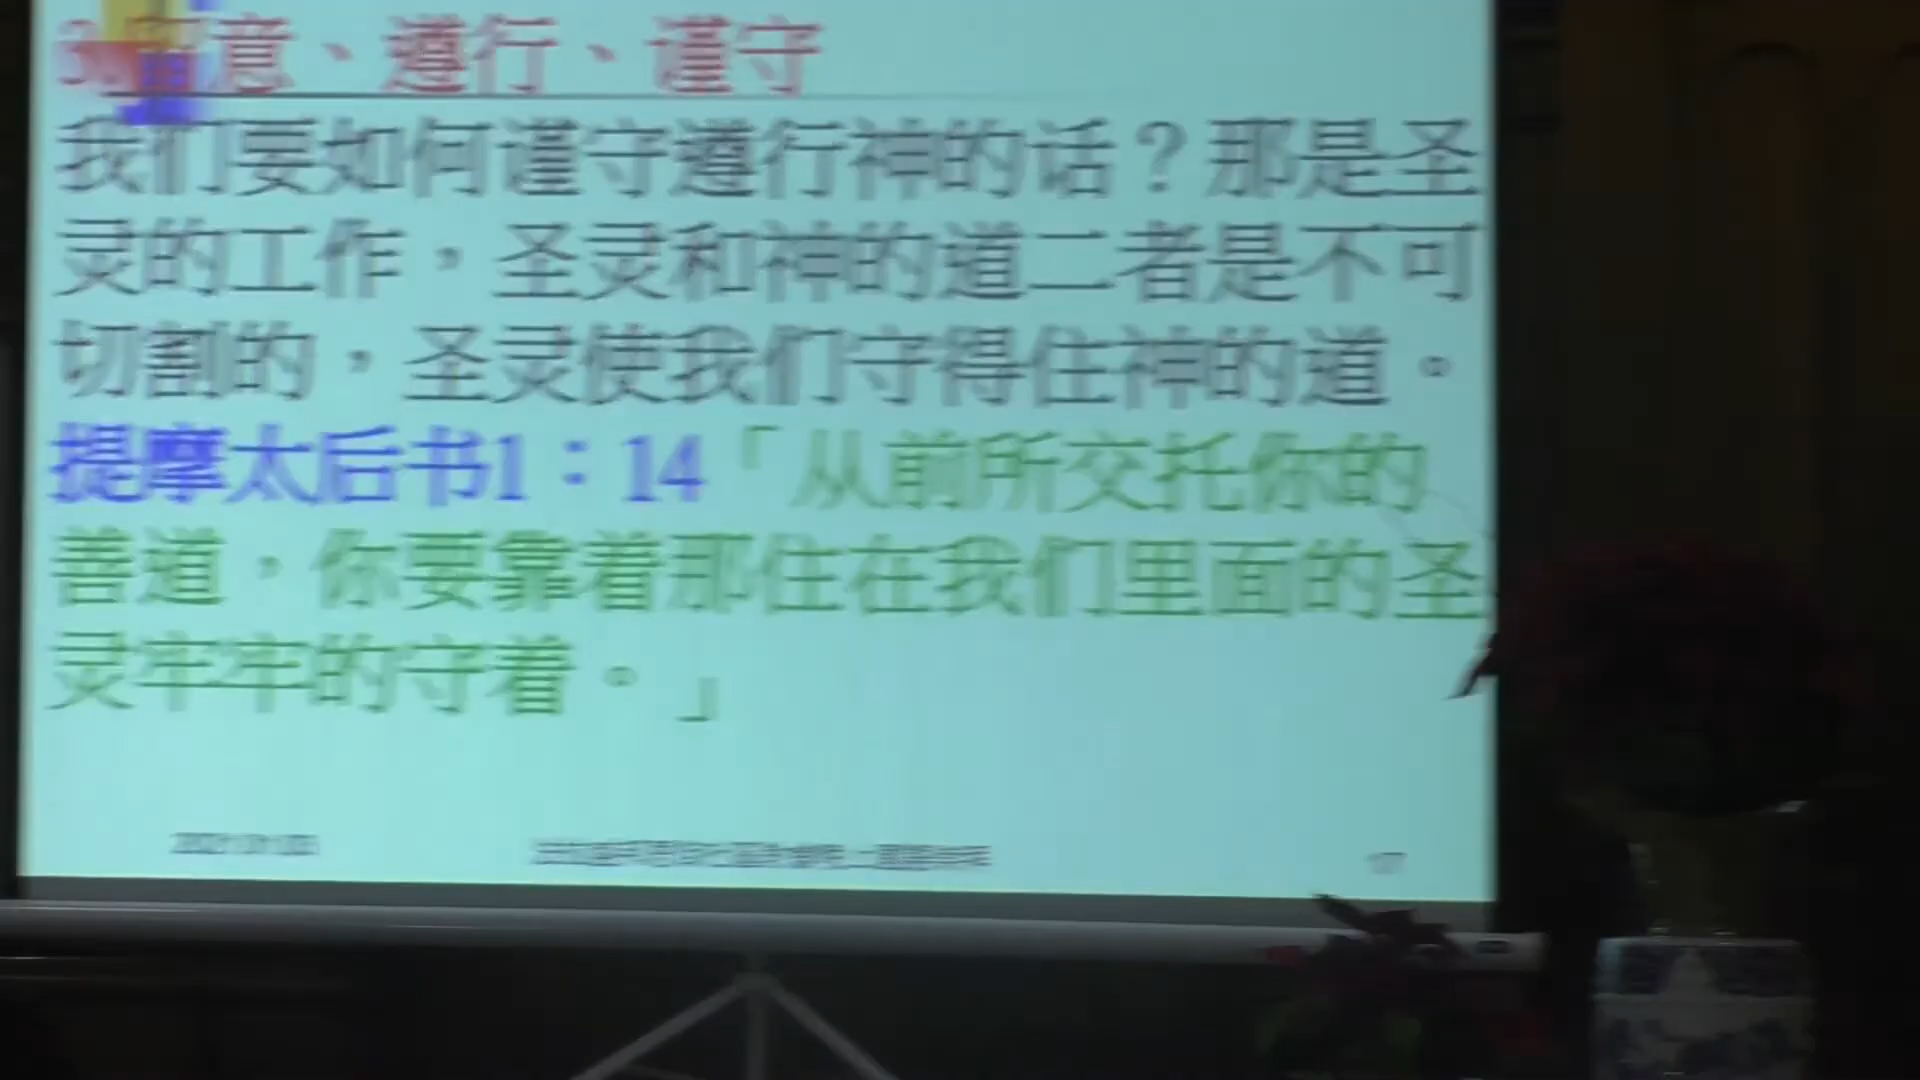 3.留意、遵行、谨守
我们要如何谨守遵行神的话？那是圣
灵的工作，圣灵和神的道二者是不可
切割的，圣灵使我们守得住神的道。
提摩太后书1：14「从前所交托你的
善道，你要靠着那住在我们里面的圣
灵牢牢的守着。」
17